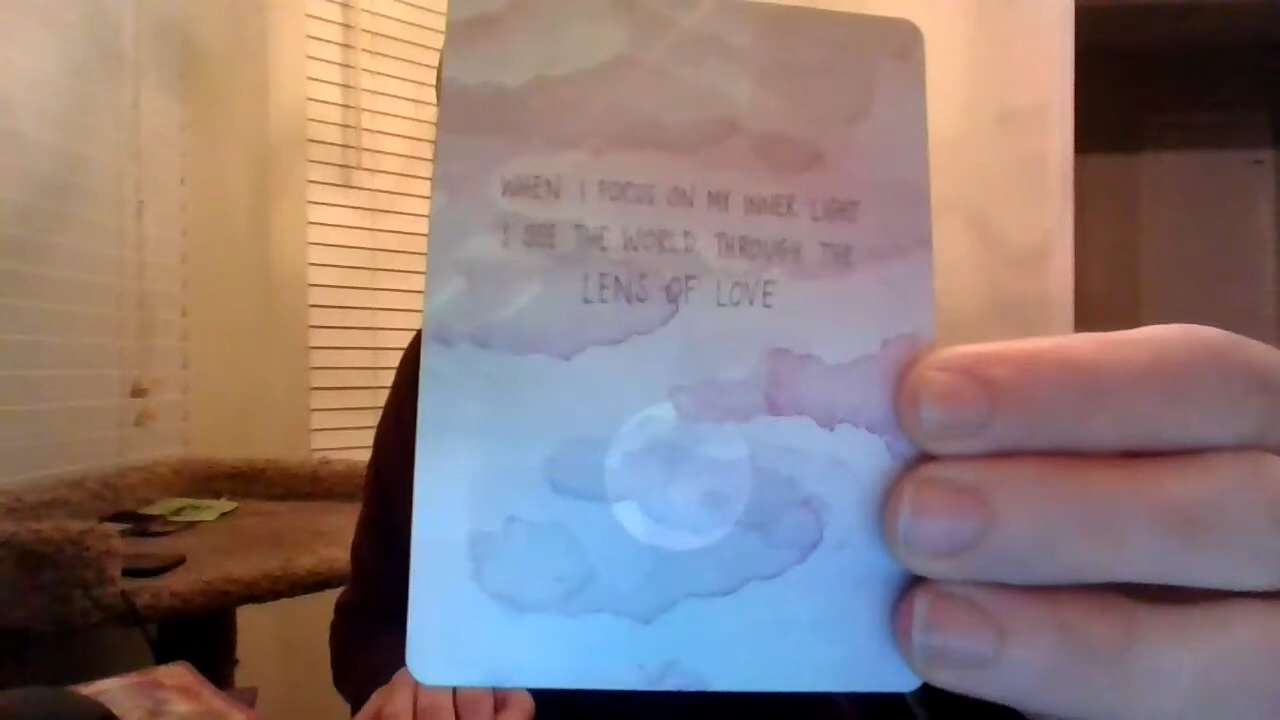 WHEN I FOCUS ON MY INNER LIGHT
I SEE THE WORLD THROUGH THE
LENS OF LOVE